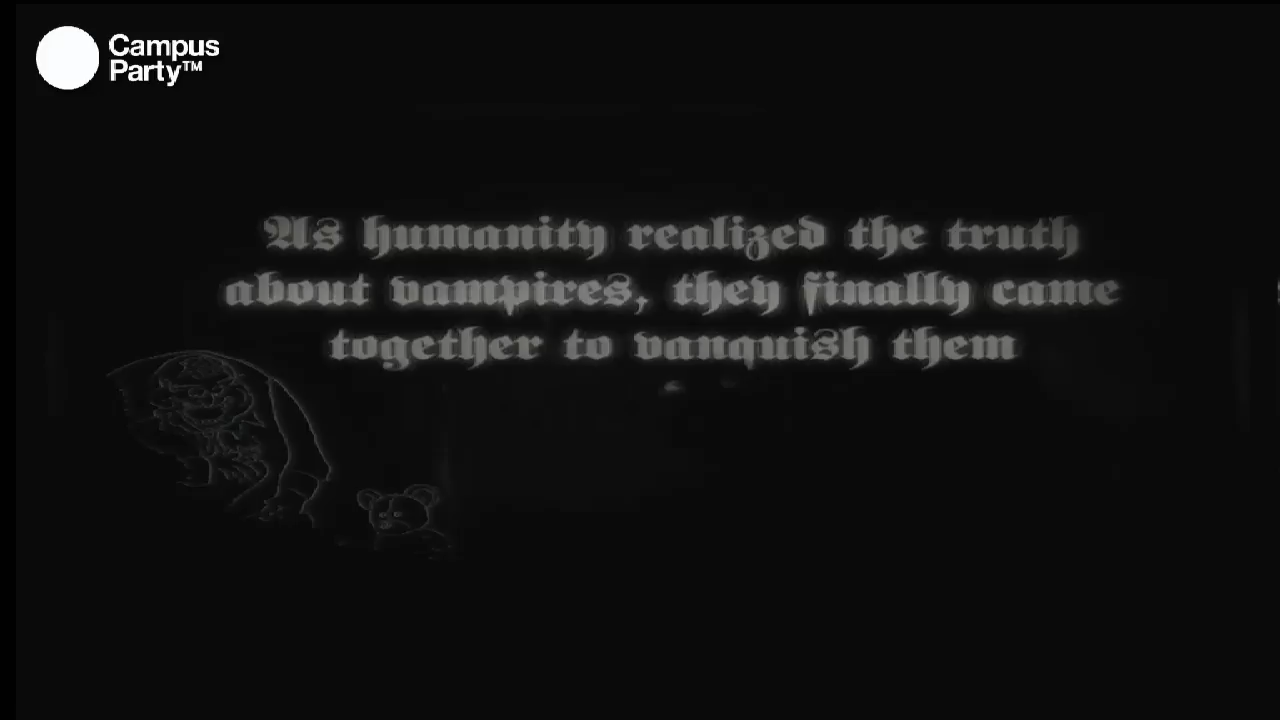 Campus
Party™
As humanity realized the truth
about vampires, they finally came
together to vanquish them